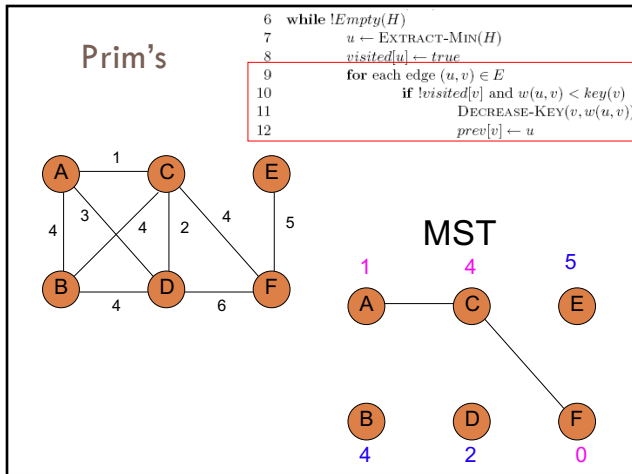 Prim's
6 while !Empty(H)
7 u ← EXTRACT-MIN(H)
8 visited[u] ← true
9 for each edge (u, v) ∈ E
10 if !visited[v] and w(u, v) < key(v)
11 DECREASE-KEY(v, w(u, v))
12 prev[v] ← u
1
A C E
4 3 4 2 4 5
B D F
4 6
MST
1 4 5
A C E
B D F
4 2 0